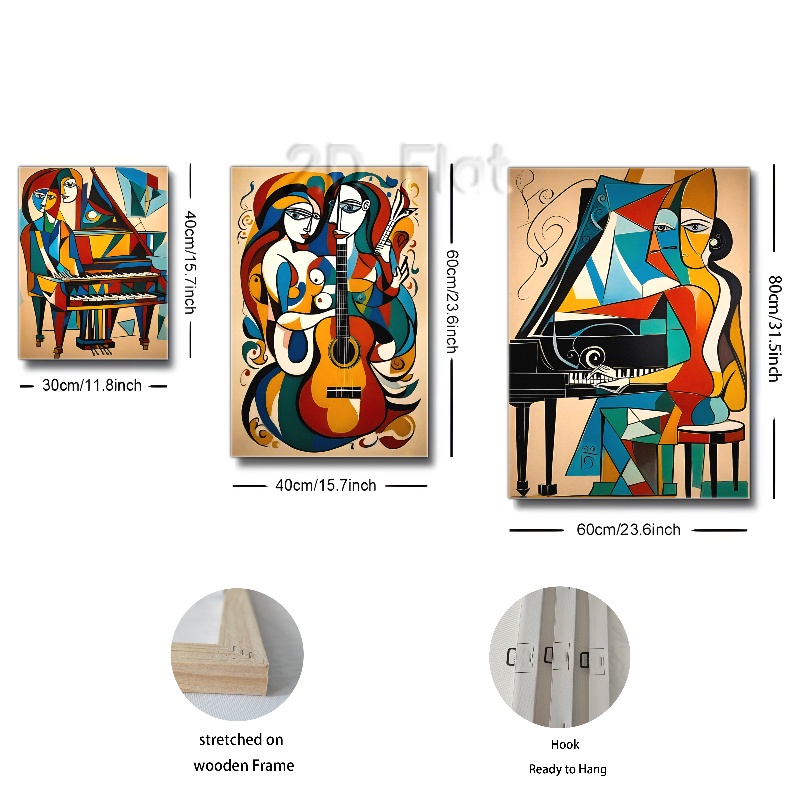 2D Flat
40cm/15.7inch
60cm/23.6inch
80cm/31.5inch
30cm/11.8inch
40cm/15.7inch
60cm/23.6inch
stretched on
wooden Frame
Hook
Ready to Hang